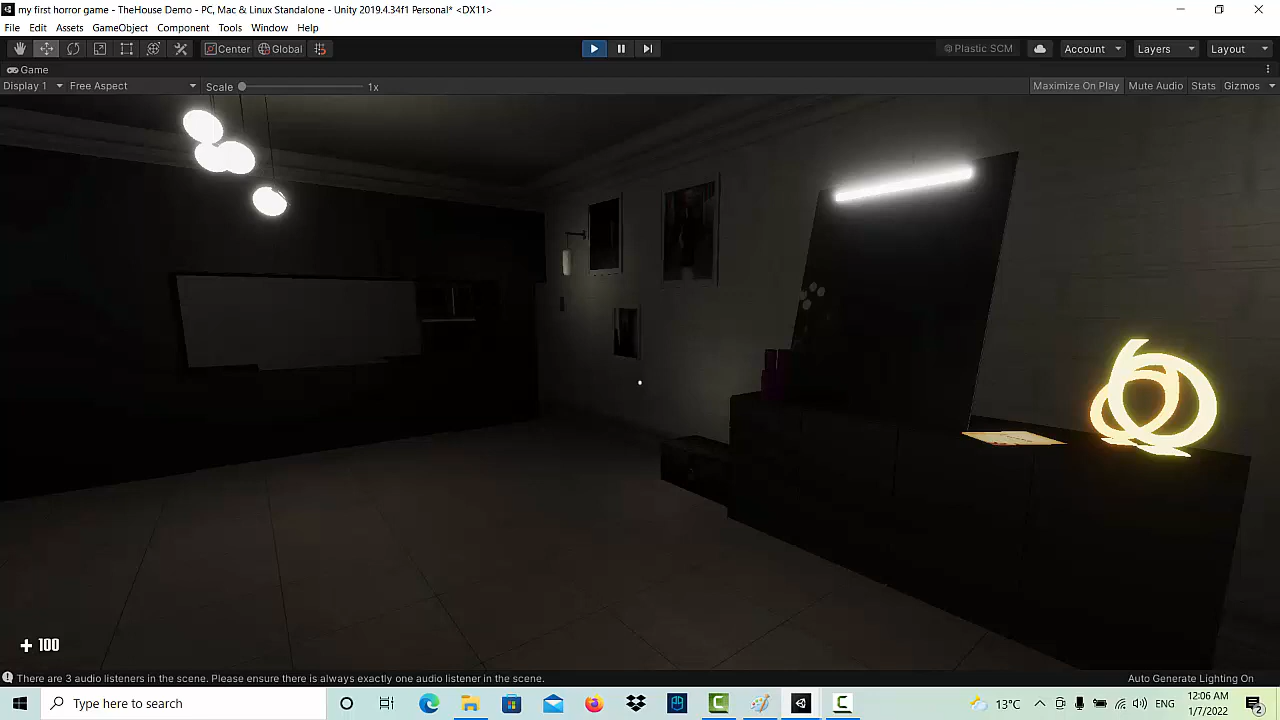 my first horror game - TheHouse Demo - PC, Mac & Linux Standalone - Unity 2019.4.34f1 Personal* <DX11>
File Edit Assets GameObject Component Tools Window Help
Center Global Plastic SCM Account Layers Layout
Game
Display 1 Free Aspect Scale 1x Maximize On Play Mute Audio Stats Gizmos
+ 100
There are 3 audio listeners in the scene. Please ensure there is always exactly one audio listener in the scene.
Auto Generate Lighting On
Type here to search
13°C
ENG
12:06 AM
1/7/2022
2